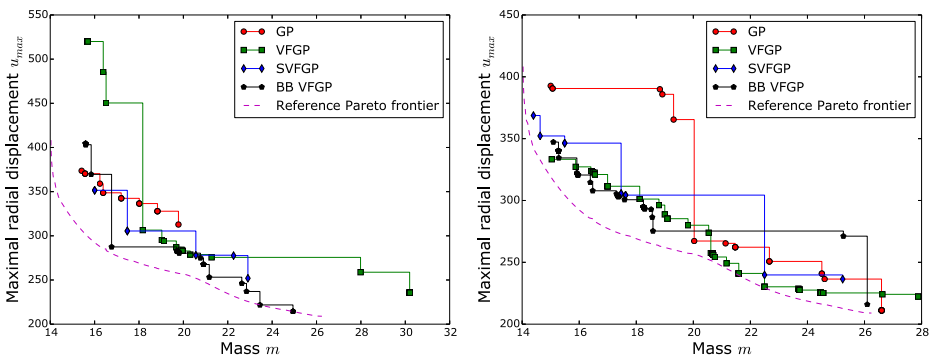 550
500
450
400
350
300
250
200
Maximal radial displacement u_max
14 16 18 20 22 24 26 28 30 32
Mass m
GP
VFGP
SVFGP
BB VFGP
Reference Pareto frontier
450
400
350
300
250
200
Maximal radial displacement u_max
14 16 18 20 22 24 26 28
Mass m
GP
VFGP
SVFGP
BB VFGP
Reference Pareto frontier